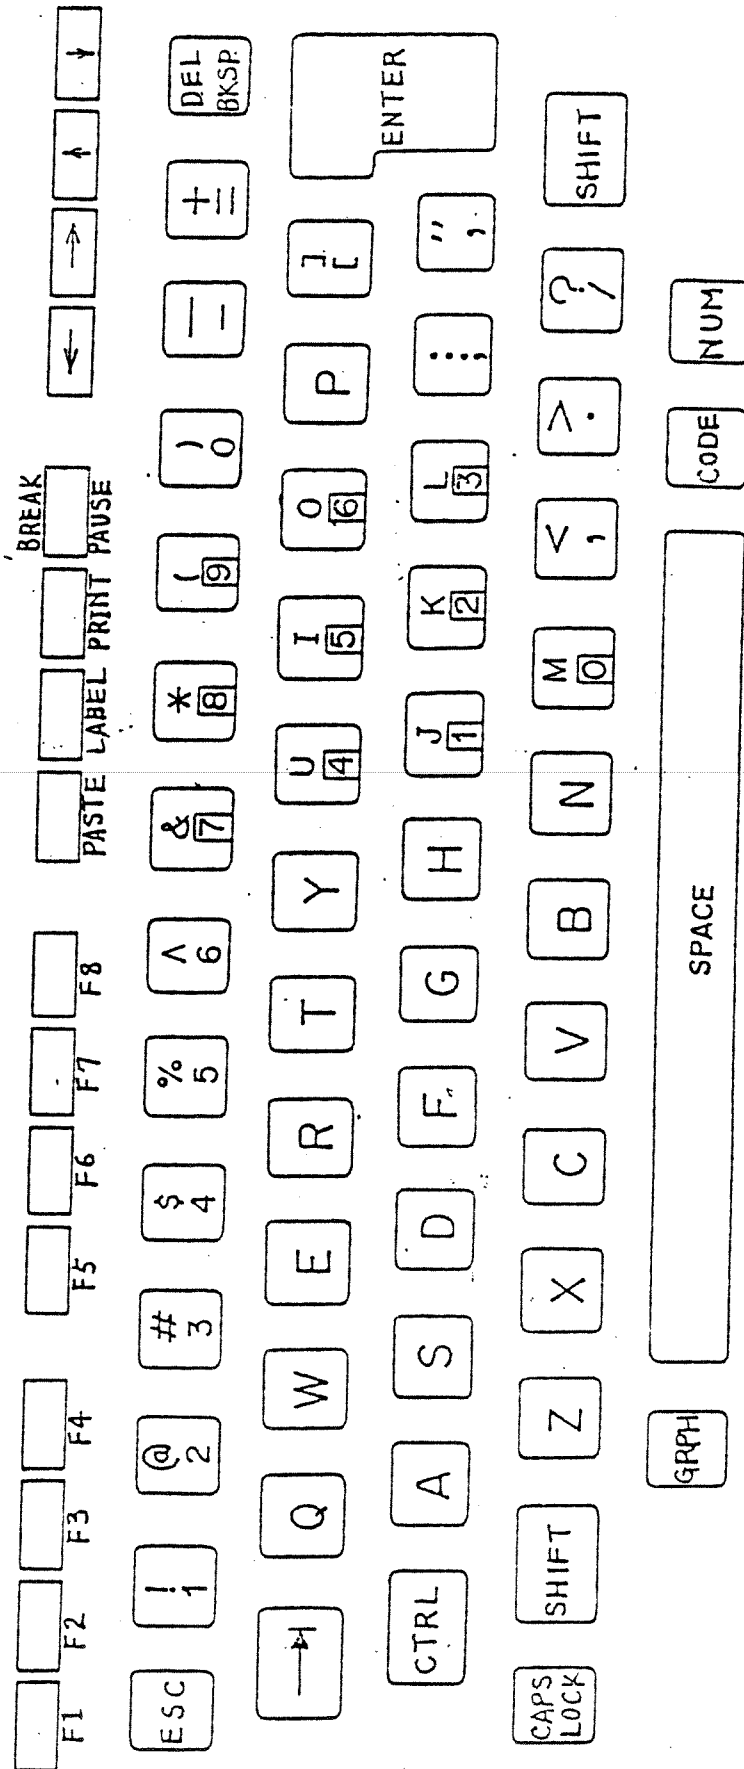 BREAK
F1 F2 F3 F4 F5 F6 F7 F8 PASTE LABEL PRINT PAUSE ← → ↑ ↓
ESC ! 1 @ 2 # 3 $ 4 % 5 ^ 6 & 7 * 8 ( 9 ) 0 _ - + = DEL BKSP.
→| Q W E R T Y U 4 I 5 O 6 P ] [ ENTER
CTRL A S D F G H J 1 K 2 L 3 : ; " '
CAPS LOCK SHIFT Z X C V B N M 0 < , > . ? / SHIFT
GRPH SPACE CODE NUM